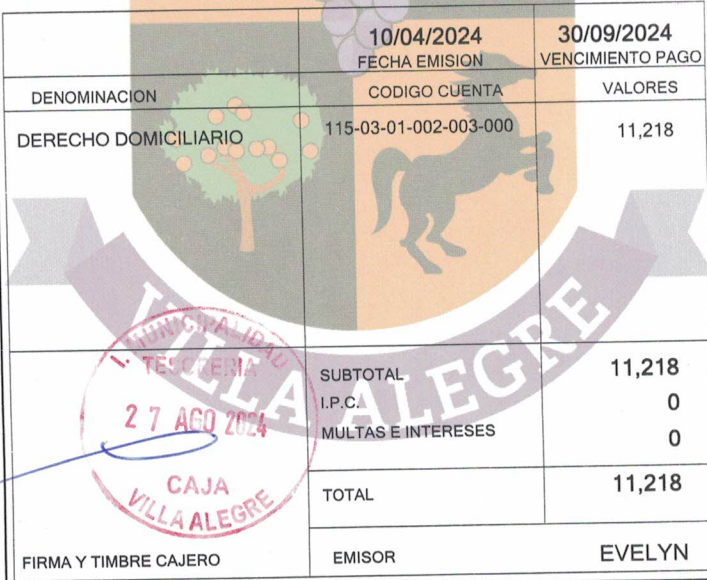 10/04/2024 30/09/2024
FECHA EMISION VENCIMIENTO PAGO
DENOMINACION CODIGO CUENTA VALORES
DERECHO DOMICILIARIO 115-03-01-002-003-000 11,218
VILLA ALEGRE
I. MUNICIPALIDAD
TESORERIA
27 AGO 2024
CAJA
VILLA ALEGRE
SUBTOTAL 11,218
I.P.C. 0
MULTAS E INTERESES 0
TOTAL 11,218
FIRMA Y TIMBRE CAJERO EMISOR EVELYN